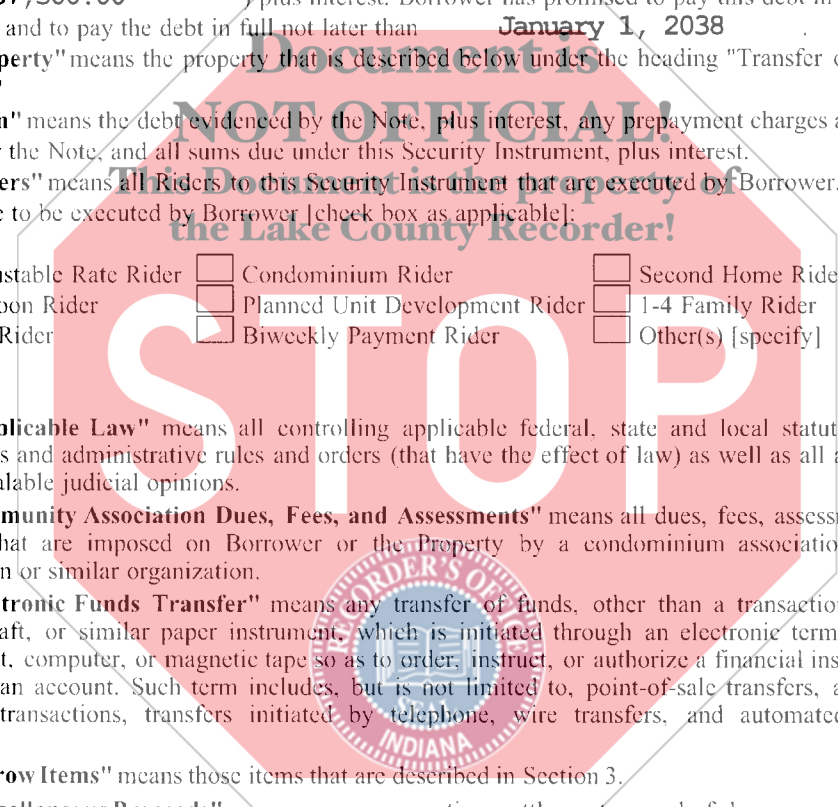 ) plus interest. Borrower has promised to pay this debt in
and to pay the debt in full not later than January 1, 2038 .
perty" means the property that is described below under the heading "Transfer
Document is
NOT OFFICIAL!
" means the debt evidenced by the Note, plus interest, any prepayment charges
the Note, and all sums due under this Security Instrument, plus interest.
ers" means all Riders to this Security Instrument that are executed by Borrower.
This Document is the property of
to be executed by Borrower [check box as applicable]:
the Lake County Recorder!
ustable Rate Rider Condominium Rider Second Home Ride
oon Rider Planned Unit Development Rider 1-4 Family Rider
Rider Biweekly Payment Rider Other(s) [specify]
STOP
plicable Law" means all controlling applicable federal, state and local statut
s and administrative rules and orders (that have the effect of law) as well as all
alable judicial opinions.
munity Association Dues, Fees, and Assessments" means all dues, fees, assess
hat are imposed on Borrower or the Property by a condominium associatio
n or similar organization.
tronic Funds Transfer" means any transfer of funds, other than a transactio
aft, or similar paper instrument, which is initiated through an electronic term
t, computer, or magnetic tape so as to order, instruct, or authorize a financial ins
an account. Such term includes, but is not limited to, point-of-sale transfers,
transactions, transfers initiated by telephone, wire transfers, and automate
RECORDER'S OFFICE
SEAL
INDIANA
row Items" means those items that are described in Section 3.